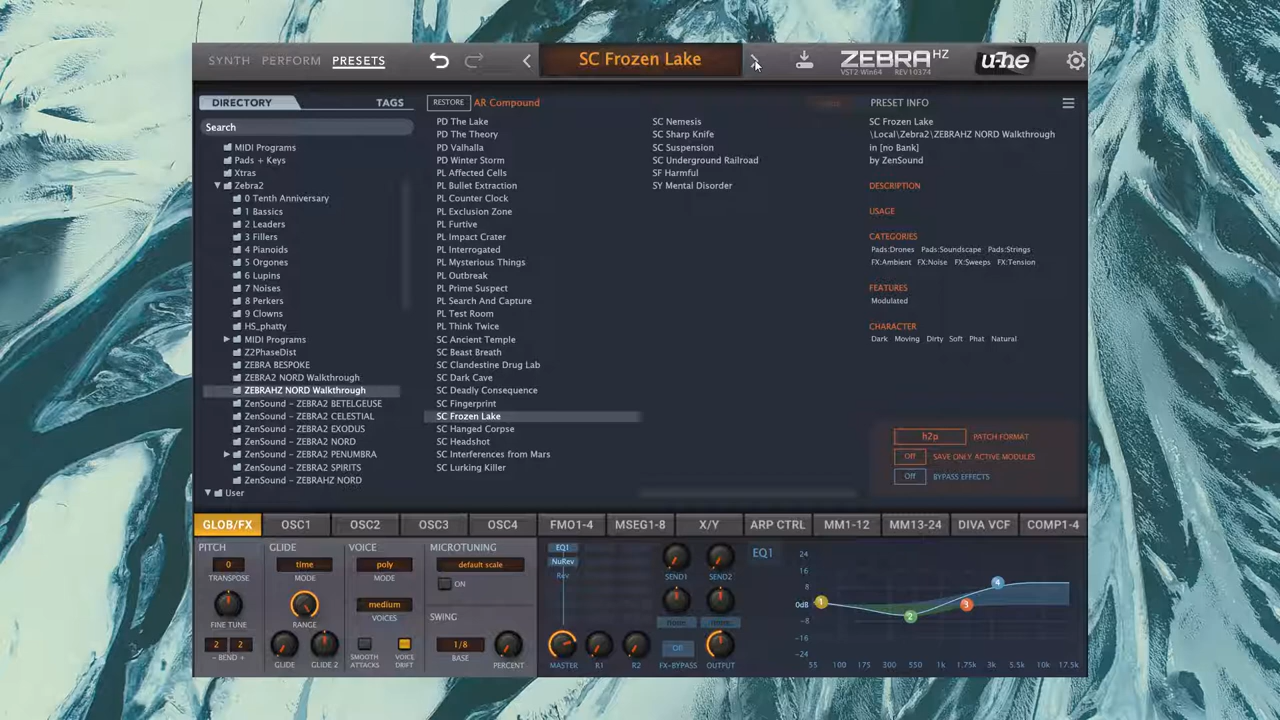 SYNTH PERFORM PRESETS
SC Frozen Lake
ZEBRA HZ
VST2 Win64 REV10374
u-he
DIRECTORY TAGS
Search
MIDI Programs
Pads + Keys
Xtras
Zebra2
0 Tenth Anniversary
1 Bassics
2 Leaders
3 Fillers
4 Pianoids
5 Orgones
6 Lupins
7 Noises
8 Perkers
9 Clowns
HS_phatty
MIDI Programs
Z2PhaseDist
ZEBRA BESPOKE
ZEBRA2 NORD Walkthrough
ZEBRAHZ NORD Walkthrough
ZenSound - ZEBRA2 BETELGEUSE
ZenSound - ZEBRA2 CELESTIAL
ZenSound - ZEBRA2 EXODUS
ZenSound - ZEBRA2 NORD
ZenSound - ZEBRA2 PENUMBRA
ZenSound - ZEBRA2 SPIRITS
ZenSound - ZEBRAHZ NORD
User
RESTORE AR Compound
PD The Lake
PD The Theory
PD Valhalla
PD Winter Storm
PL Affected Cells
PL Bullet Extraction
PL Counter Clock
PL Exclusion Zone
PL Furtive
PL Impact Crater
PL Interrogated
PL Mysterious Things
PL Outbreak
PL Prime Suspect
PL Search And Capture
PL Test Room
PL Think Twice
SC Ancient Temple
SC Beast Breath
SC Clandestine Drug Lab
SC Dark Cave
SC Deadly Consequence
SC Fingerprint
SC Frozen Lake
SC Hanged Corpse
SC Headshot
SC Interferences from Mars
SC Lurking Killer
SC Nemesis
SC Sharp Knife
SC Suspension
SC Underground Railroad
SF Harmful
SY Mental Disorder
PRESET INFO
SC Frozen Lake
\Local\Zebra2\ZEBRAHZ NORD Walkthrough
in [no Bank]
by ZenSound
DESCRIPTION
USAGE
CATEGORIES
Pads:Drones Pads:Soundscape Pads:Strings
FX:Ambient FX:Noise FX:Sweeps FX:Tension
FEATURES
Modulated
CHARACTER
Dark Moving Dirty Soft Phat Natural
h2p PATCH FORMAT
Off SAVE ONLY ACTIVE MODULES
Off BYPASS EFFECTS
GLOB/FX OSC1 OSC2 OSC3 OSC4 FMO1-4 MSEG1-8 X/Y ARP CTRL MM1-12 MM13-24 DIVA VCF COMP1-4
PITCH
0
TRANSPOSE
FINE TUNE
2 2
- BEND +
GLIDE
time
MODE
RANGE
GLIDE GLIDE 2
VOICE
poly
MODE
medium
VOICES
SMOOTH ATTACKS
VOICE DRIFT
MICROTUNING
default scale
ON
SWING
1/8
BASE PERCENT
EQ1
NuRev
Rev
SEND1 SEND2
MASTER R1 R2
Off
FX-BYPASS OUTPUT
EQ1
24
16
8
0dB
-8
-16
-24
1 2 3 4
55 100 175 300 550 1k 1.75k 3k 5k 10k 17.5k